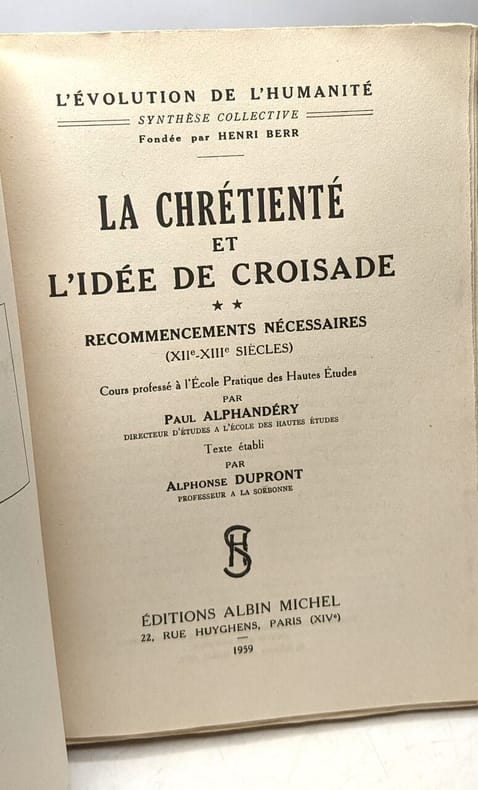 L'ÉVOLUTION DE L'HUMANITÉ
SYNTHÈSE COLLECTIVE
Fondée par HENRI BERR
LA CHRÉTIENTÉ
ET
L'IDÉE DE CROISADE
★ ★
RECOMMENCEMENTS NÉCESSAIRES
(XIIe-XIIIe SIÈCLES)
Cours professé à l'École Pratique des Hautes Études
PAR
PAUL ALPHANDÉRY
DIRECTEUR D'ÉTUDES A L'ÉCOLE DES HAUTES ÉTUDES
Texte établi
PAR
ALPHONSE DUPRONT
PROFESSEUR A LA SORBONNE
ÉDITIONS ALBIN MICHEL
22, RUE HUYGHENS, PARIS (XIVe)
1959